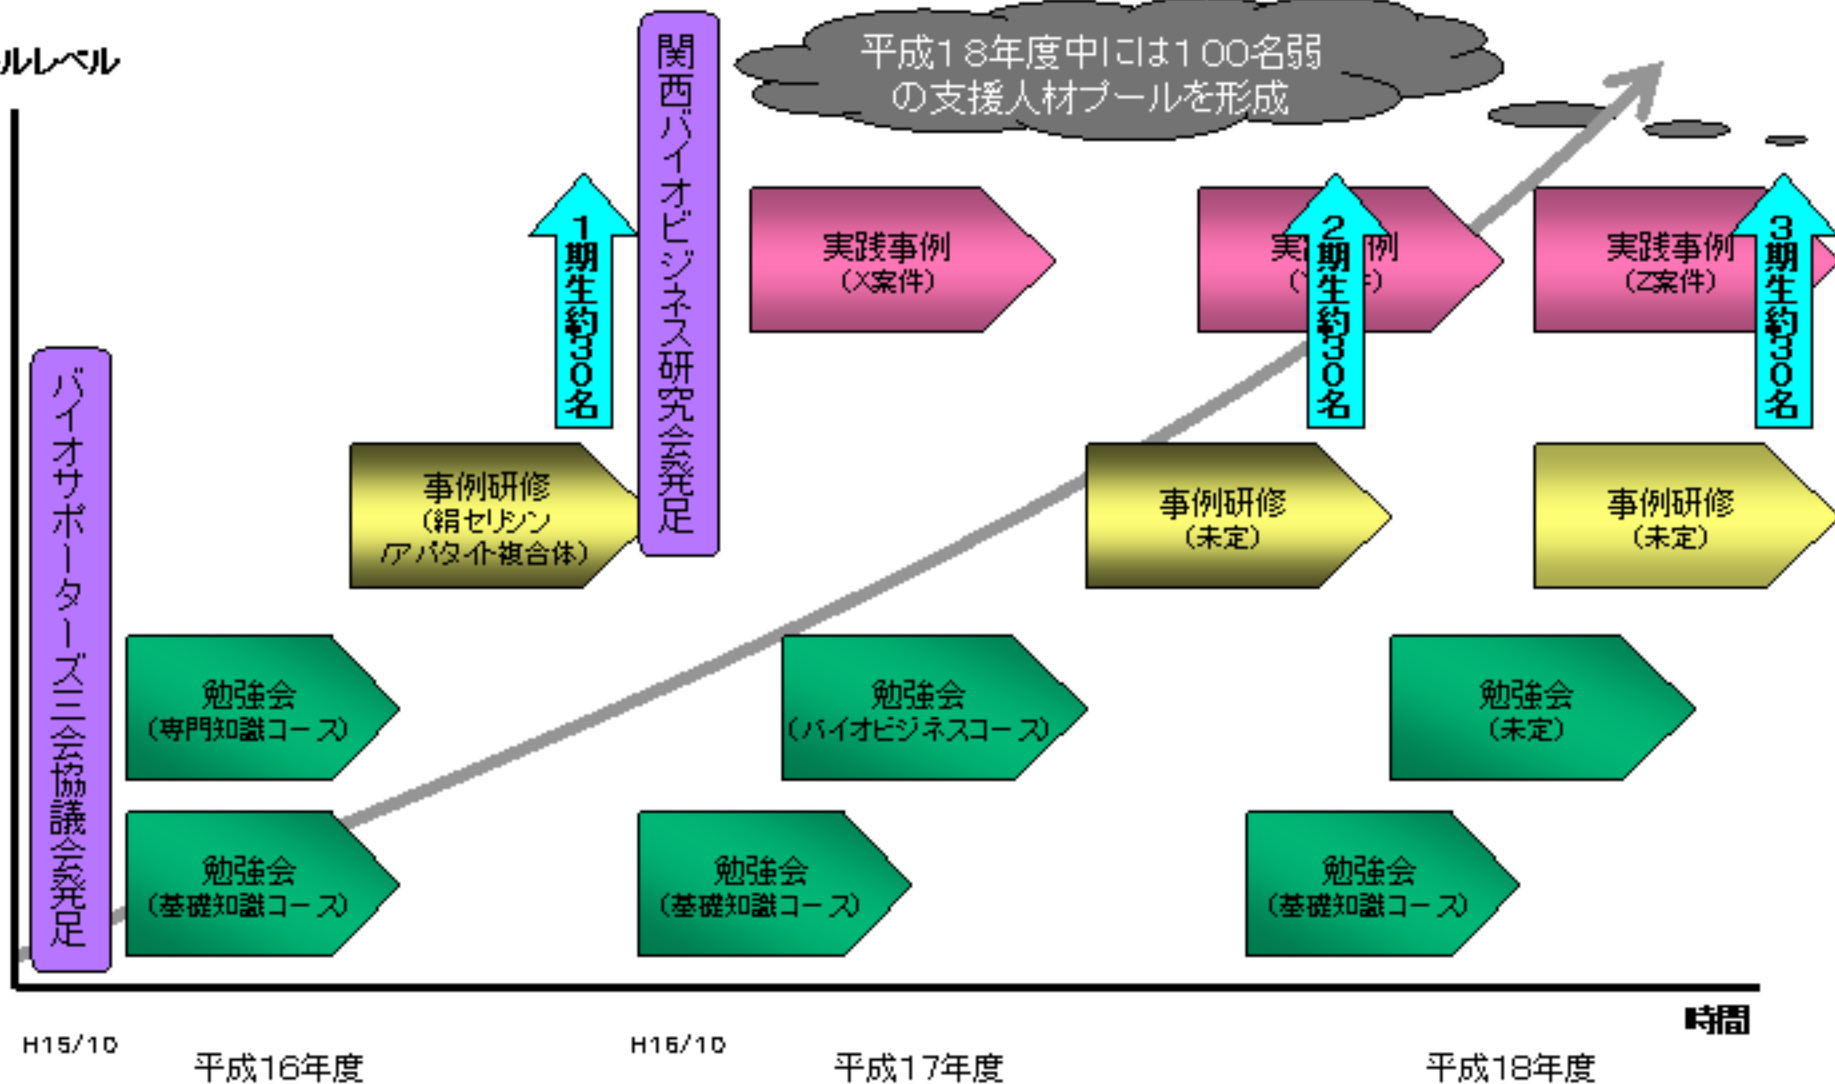 ルレベル
平成18年度中には100名弱
の支援人材プールを形成
関西バイオビジネス研究会発足
1期生約30名
実践事例
(X案件)
2期生約30名
実 例
件)
3期生約30名
実践事例
(Z案件)
バイオサポーターズ三会協議会発足
事例研修
(絹セリシン
/アパタイト複合体)
事例研修
(未定)
事例研修
(未定)
勉強会
(専門知識コース)
勉強会
(バイオビジネスコース)
勉強会
(未定)
勉強会
(基礎知識コース)
勉強会
(基礎知識コース)
勉強会
(基礎知識コース)
時間
H15/10
平成16年度
H16/10
平成17年度
平成18年度